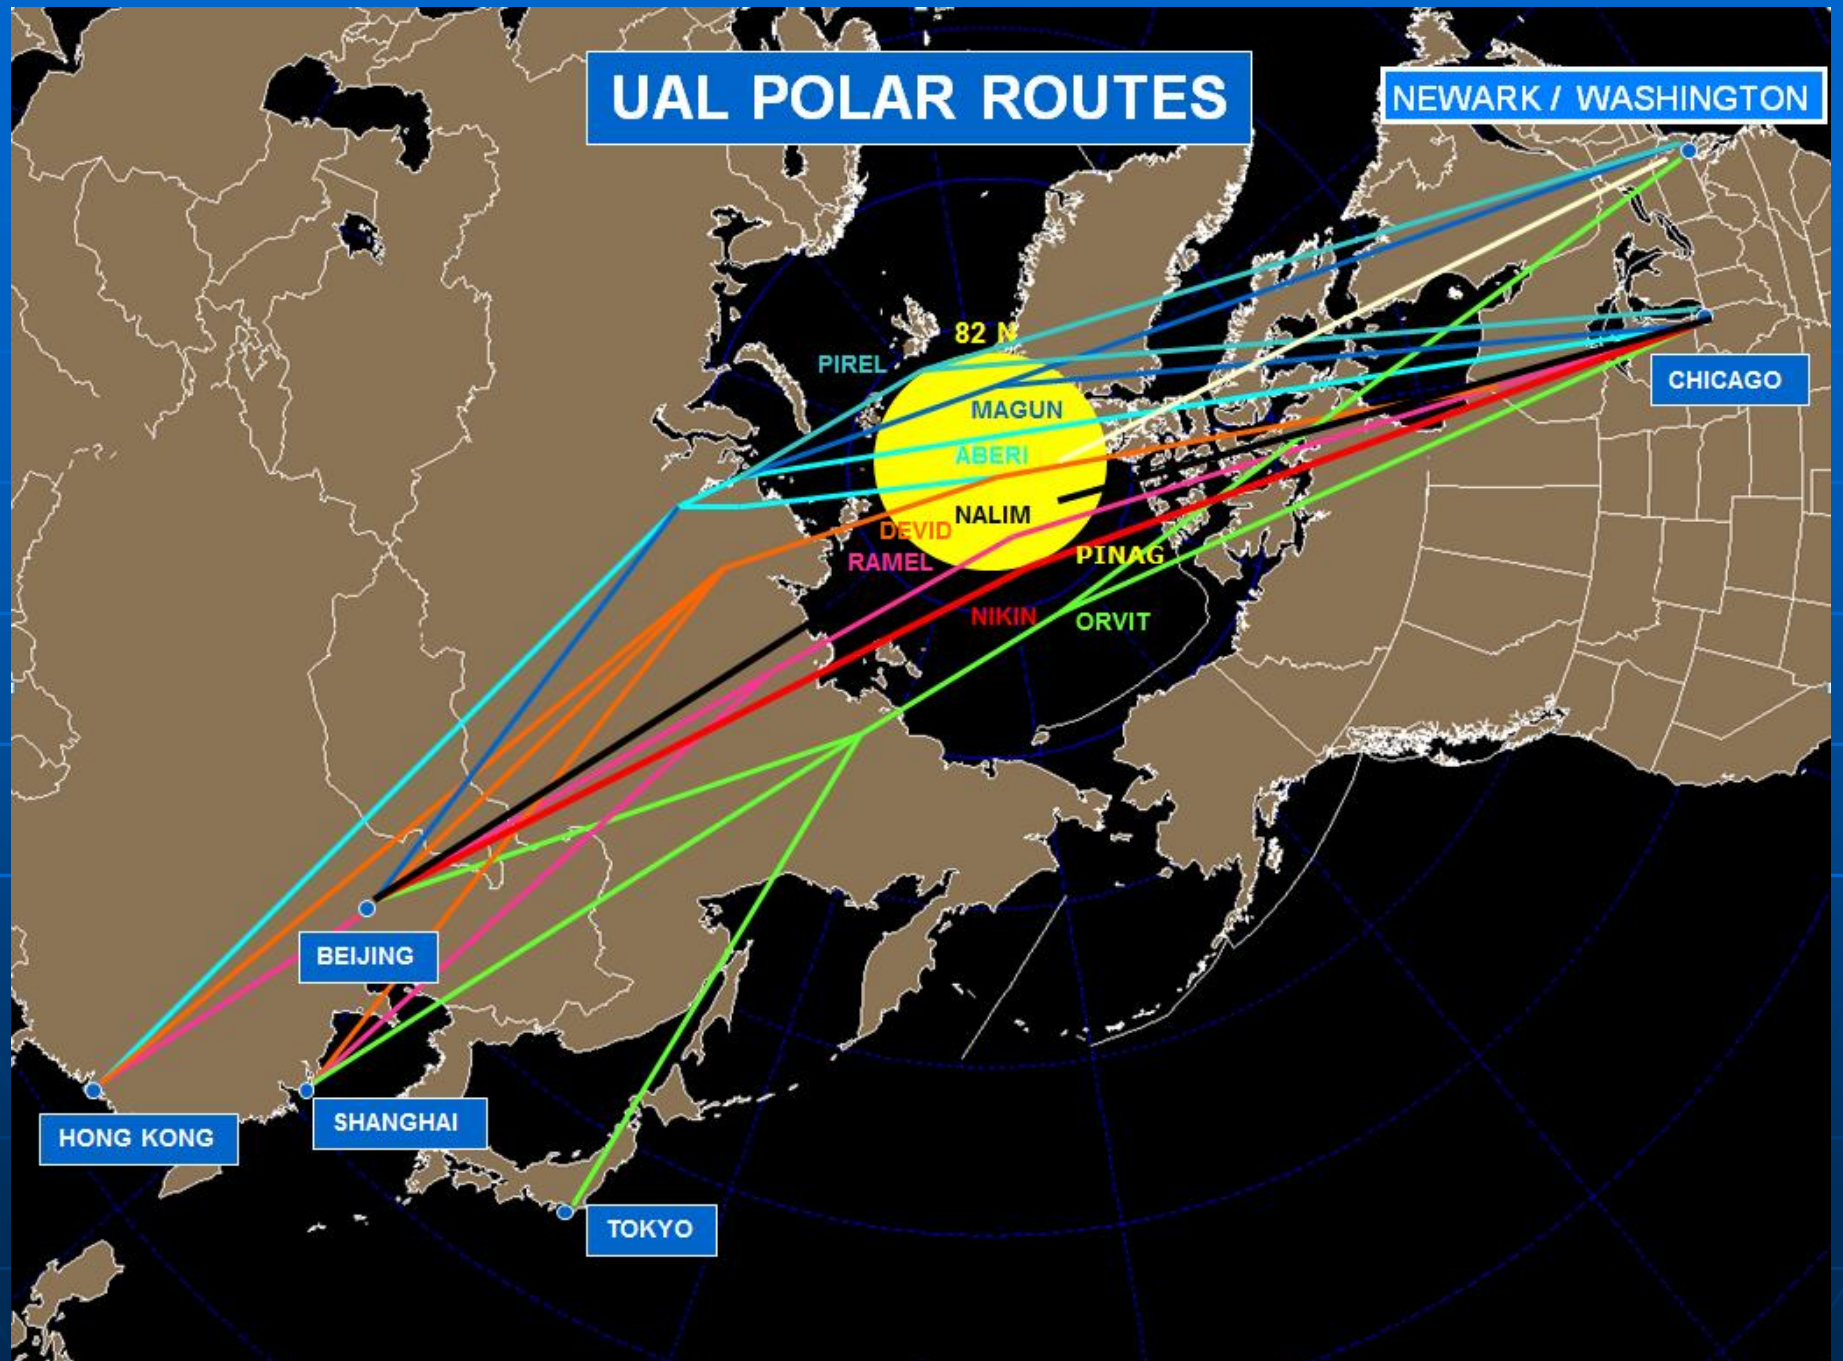 UAL POLAR ROUTES
NEWARK / WASHINGTON
82 N
PIREL
CHICAGO
MAGUN
ABERI
NALIM
DEVID
RAMEL
PINAG
NIKIN
ORVIT
BEIJING
SHANGHAI
HONG KONG
TOKYO